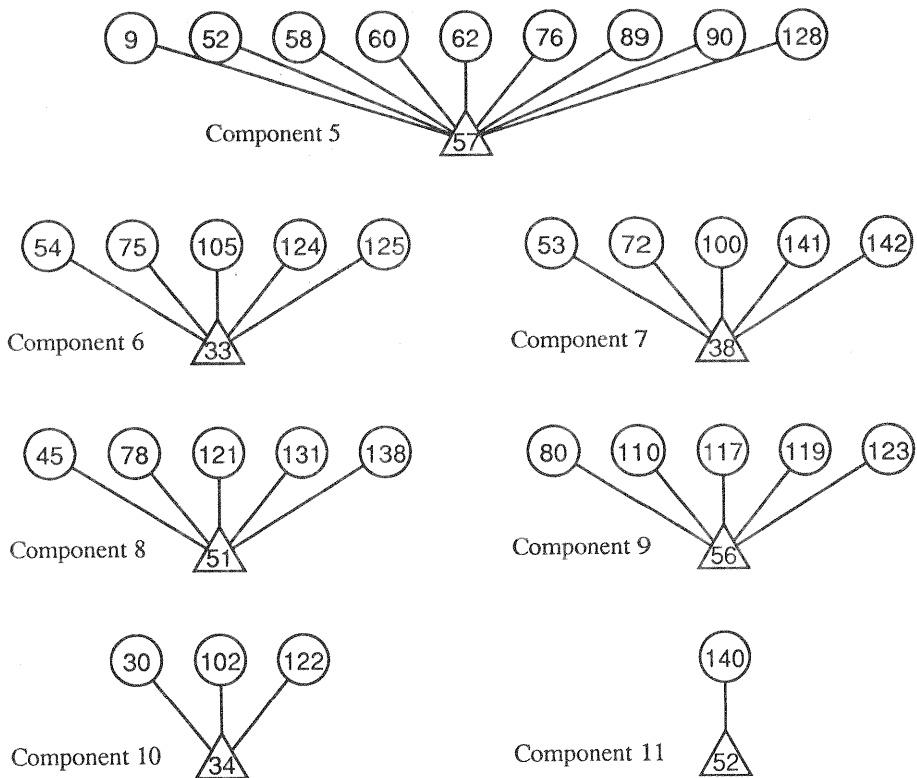 9 52 58 60 62 76 89 90 128
Component 5 57
54 75 105 124 125
Component 6 33
53 72 100 141 142
Component 7 38
45 78 121 131 138
Component 8 51
80 110 117 119 123
Component 9 56
30 102 122
Component 10 34
140
Component 11 52